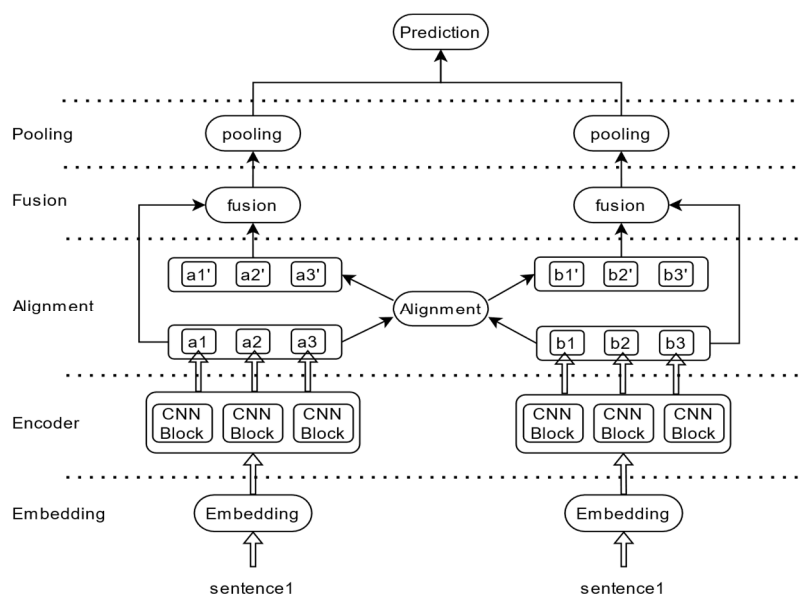 Prediction
Pooling
pooling
pooling
Fusion
fusion
fusion
a1' a2' a3'
b1' b2' b3'
Alignment
Alignment
a1 a2 a3
b1 b2 b3
Encoder
CNN Block
CNN Block
CNN Block
CNN Block
CNN Block
CNN Block
Embedding
Embedding
Embedding
sentence1
sentence1